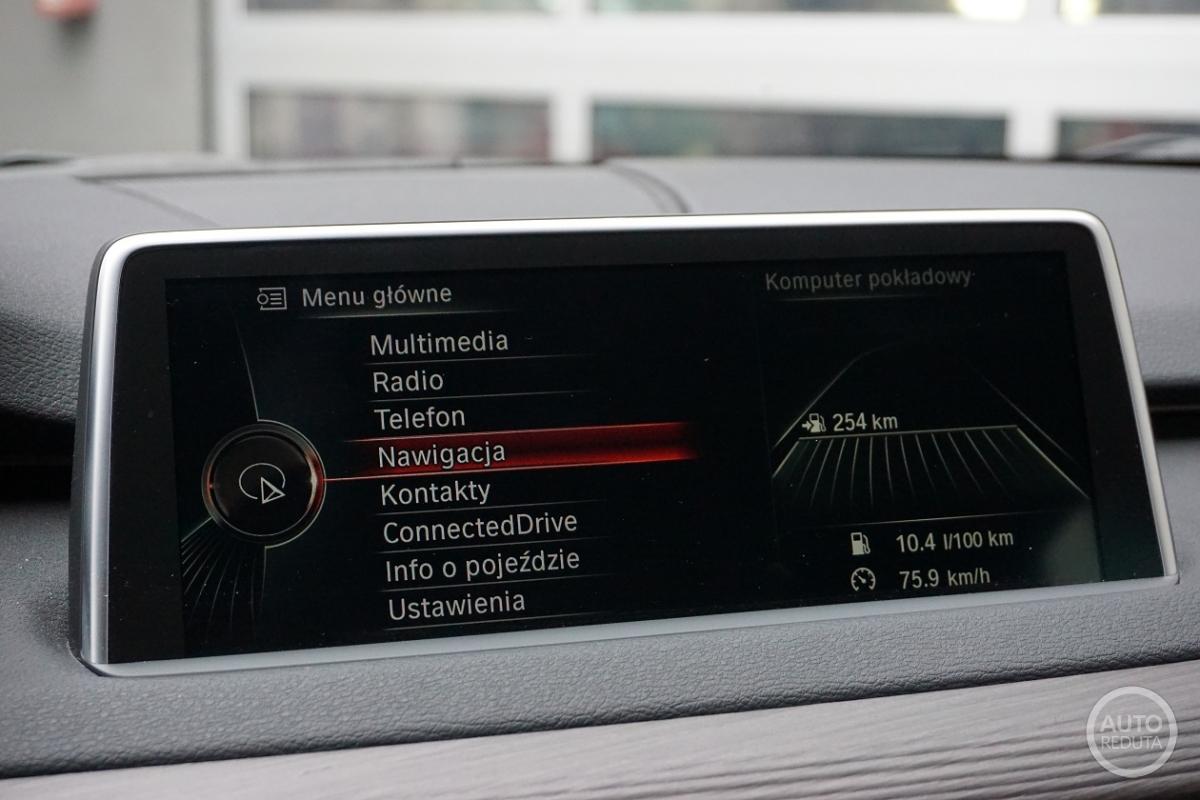 Menu główne
Multimedia
Radio
Telefon
Nawigacja
Kontakty
ConnectedDrive
Info o pojeździe
Ustawienia
Komputer pokładowy
254 km
10.4 l/100 km
75.9 km/h
AUTO
REDUTA